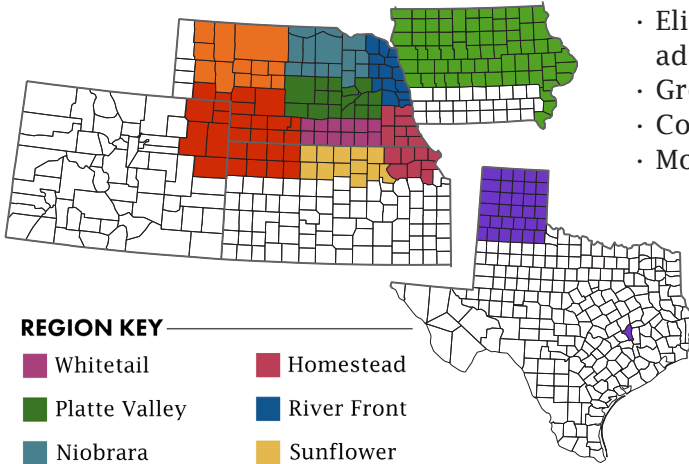 · Eli
ad
· Gr
· Co
· Mo
REGION KEY
Whitetail
Homestead
Platte Valley
River Front
Niobrara
Sunflower